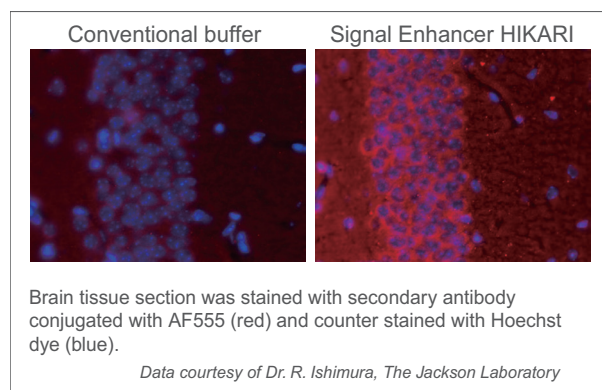 Conventional buffer
Signal Enhancer HIKARI
Brain tissue section was stained with secondary antibody
conjugated with AF555 (red) and counter stained with Hoechst
dye (blue).
Data courtesy of Dr. R. Ishimura, The Jackson Laboratory